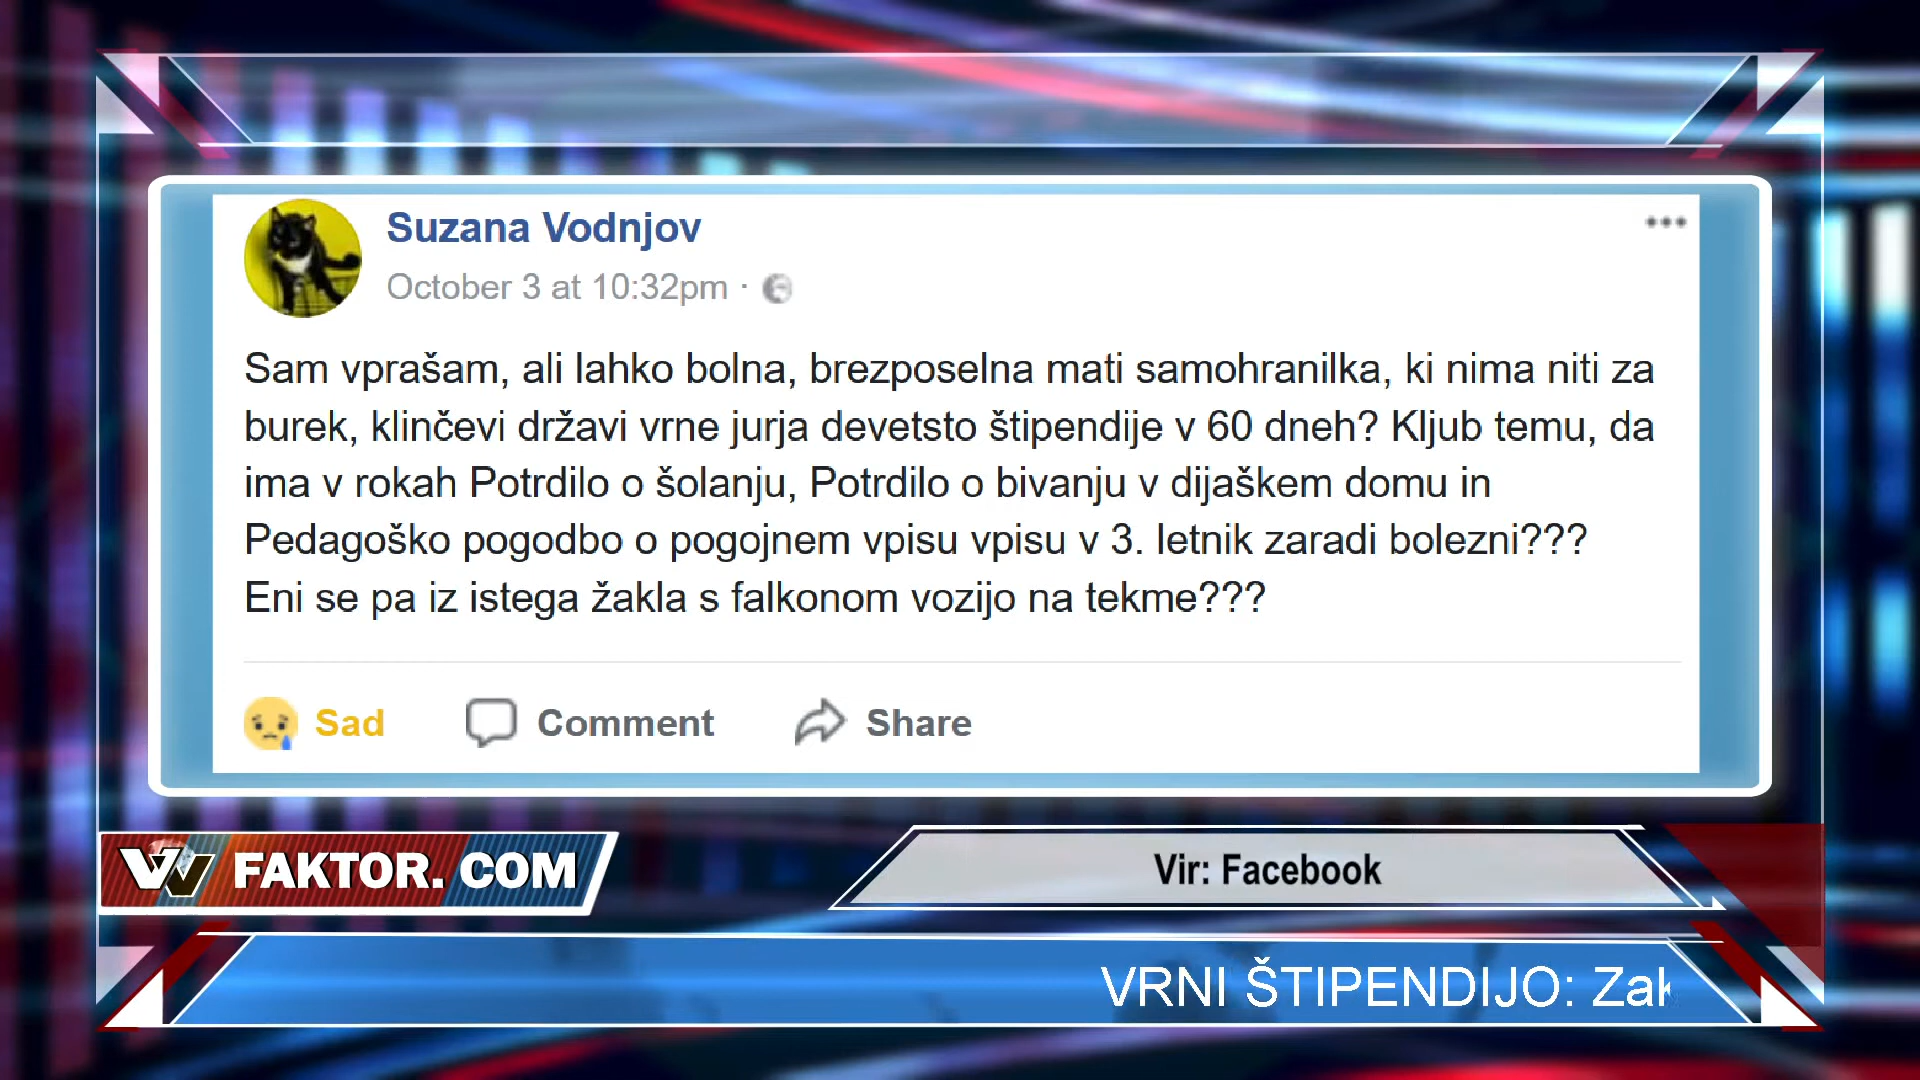 Suzana Vodnjov
October 3 at 10:32pm ·
Sam vprašam, ali lahko bolna, brezposelna mati samohranilka, ki nima niti za
burek, klinčevi državi vrne jurja devetsto štipendije v 60 dneh? Kljub temu, da
ima v rokah Potrdilo o šolanju, Potrdilo o bivanju v dijaškem domu in
Pedagoško pogodbo o pogojnem vpisu vpisu v 3. letnik zaradi bolezni???
Eni se pa iz istega žakla s falkonom vozijo na tekme???
Sad Comment Share
FAKTOR. COM
Vir: Facebook
VRNI ŠTIPENDIJO: Zak